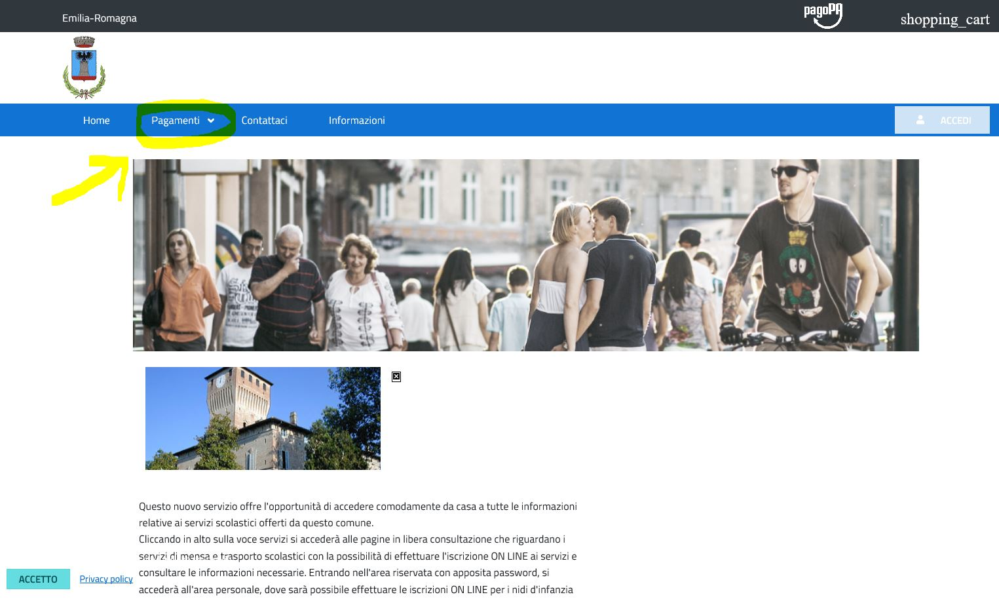 Emilia-Romagna
pagoPA
shopping_cart
Home
Pagamenti
Contattaci
Informazioni
ACCEDI
Questo nuovo servizio offre l'opportunità di accedere comodamente da casa a tutte le informazioni
relative ai servizi scolastici offerti da questo comune.
Cliccando in alto sulla voce servizi si accederà alle pagine in libera consultazione che riguardano i
servizi di mensa e trasporto scolastici con la possibilità di effettuare l'iscrizione ON LINE ai servizi e
consultare le informazioni necessarie. Entrando nell'area riservata con apposita password, si
accederà all'area personale, dove sarà possibile effettuare le iscrizioni ON LINE per i nidi d'infanzia
ACCETTO
Privacy policy